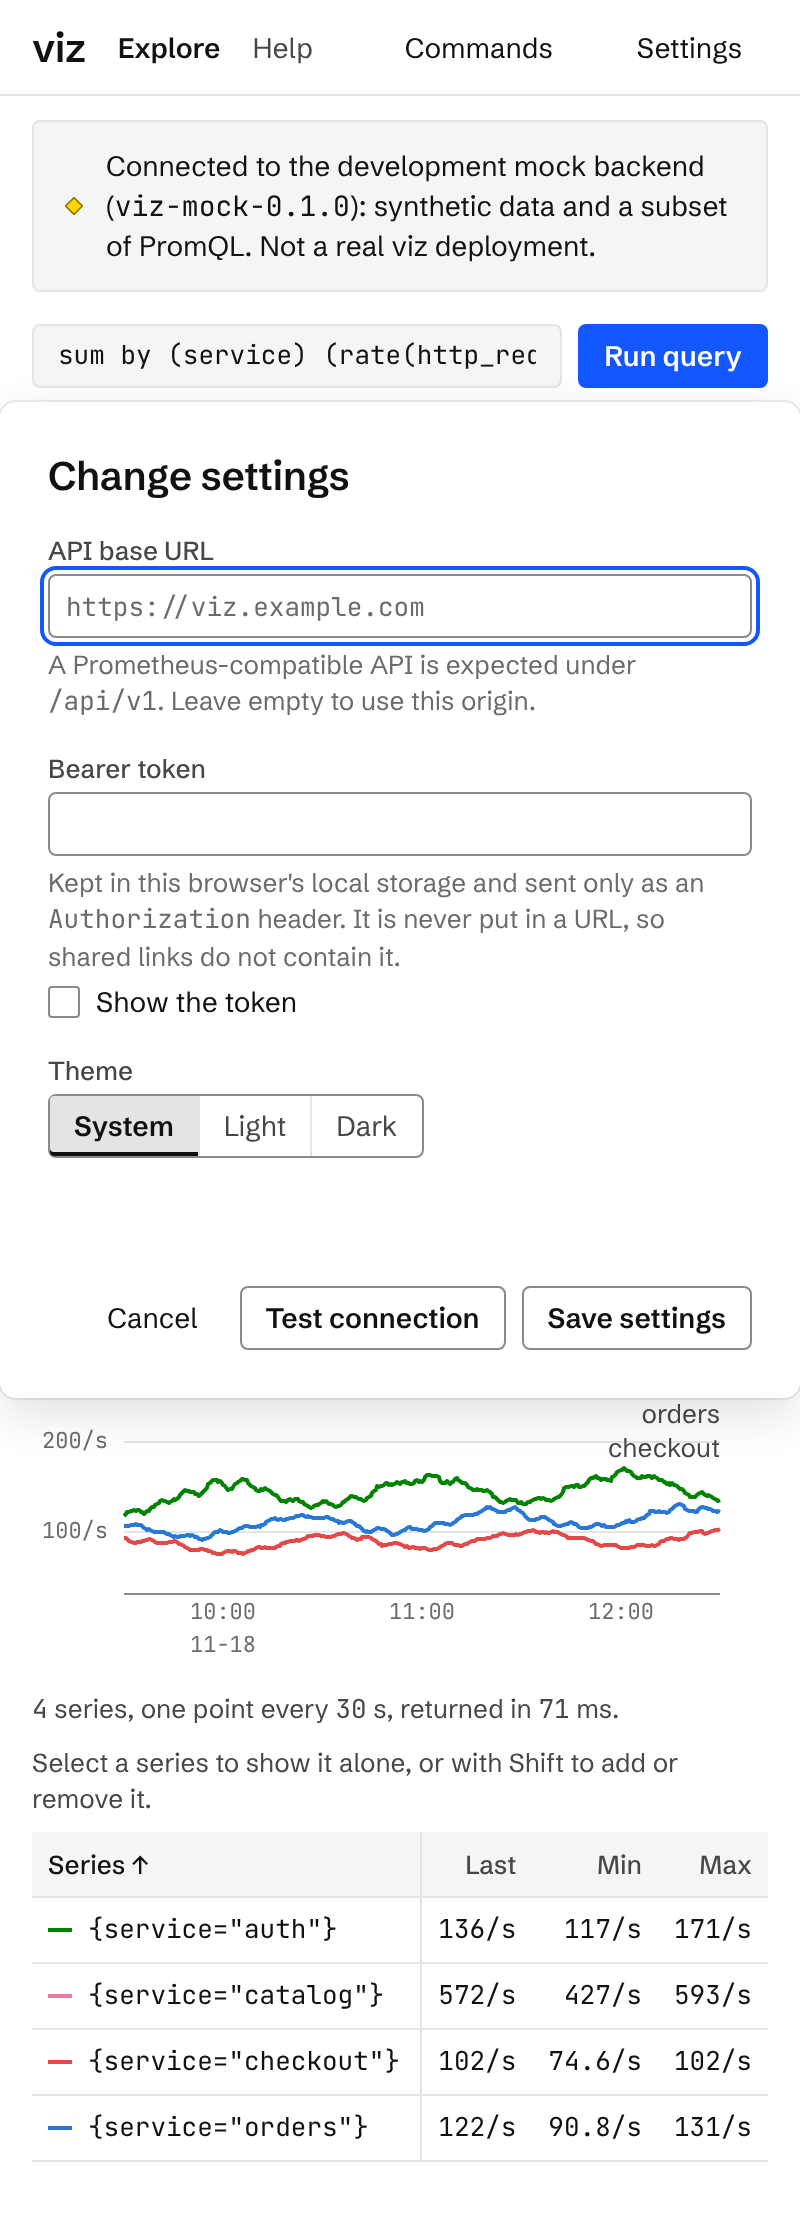 viz Explore Help Commands Settings
Connected to the development mock backend
(viz-mock-0.1.0): synthetic data and a subset
of PromQL. Not a real viz deployment.
sum by (service) (rate(http_req Run query
Change settings
API base URL
https://viz.example.com
A Prometheus-compatible API is expected under
/api/v1. Leave empty to use this origin.
Bearer token
Kept in this browser's local storage and sent only as an
Authorization header. It is never put in a URL, so
shared links do not contain it.
Show the token
Theme
System Light Dark
Cancel Test connection Save settings
orders
200/s
checkout
100/s
10:00 11:00 12:00
11-18
4 series, one point every 30 s, returned in 71 ms.
Select a series to show it alone, or with Shift to add or
remove it.
Series ↑ Last Min Max
{service="auth"} 136/s 117/s 171/s
{service="catalog"} 572/s 427/s 593/s
{service="checkout"} 102/s 74.6/s 102/s
{service="orders"} 122/s 90.8/s 131/s